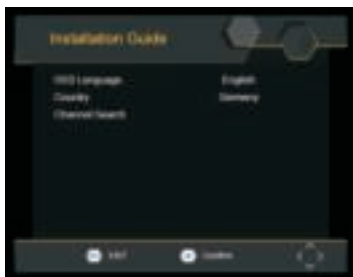 Installation Guide
OSD Language English
Country Germany
Channel Search
EXIT Confirm